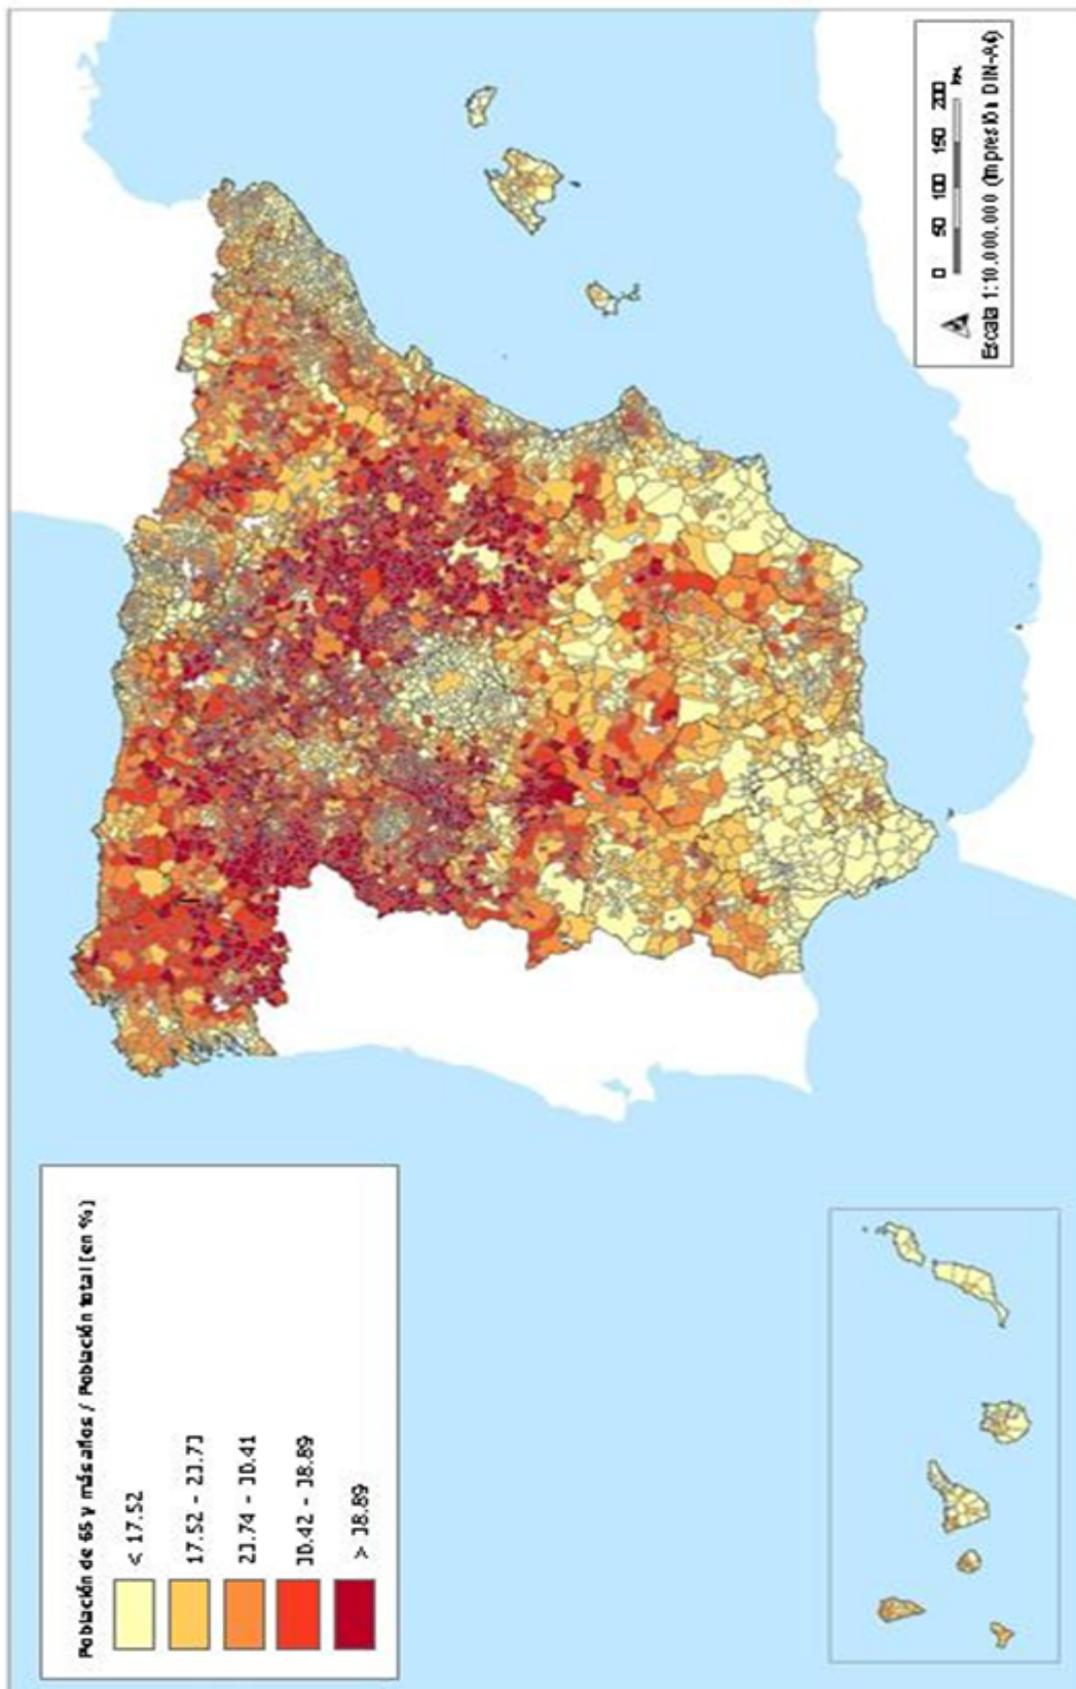 Población de 65 y más años / Población total (en %)
< 17.52
17.52 - 23.73
23.74 - 30.41
30.42 - 38.89
> 38.89
0 50 100 150 200
km
Escala 1:10.000.000 (Impresión DIN-A4)